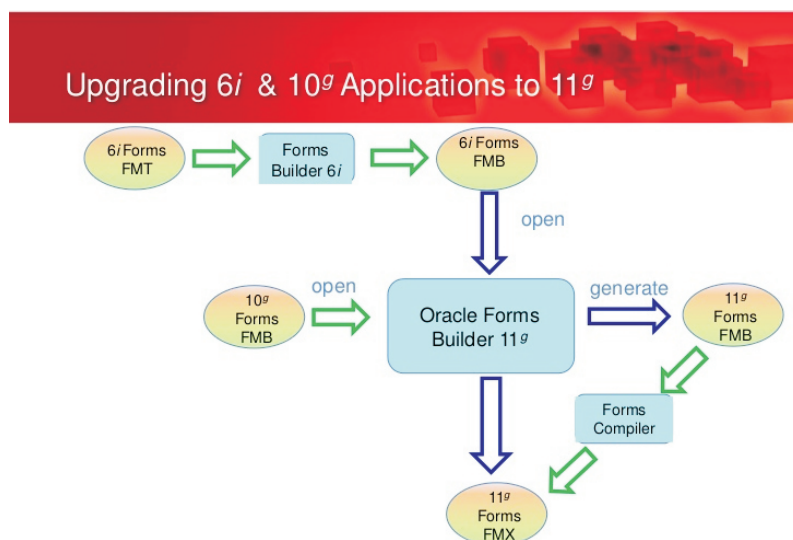 Upgrading 6i & 10g Applications to 11g
6i Forms
FMT
Forms
Builder 6i
6i Forms
FMB
open
10g
Forms
FMB
open
Oracle Forms
Builder 11g
generate
11g
Forms
FMB
Forms
Compiler
11g
Forms
FMX